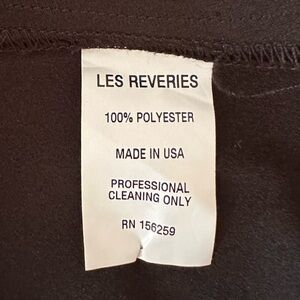 LES REVERIES
100% POLYESTER
MADE IN USA
PROFESSIONAL
CLEANING ONLY
RN 156259